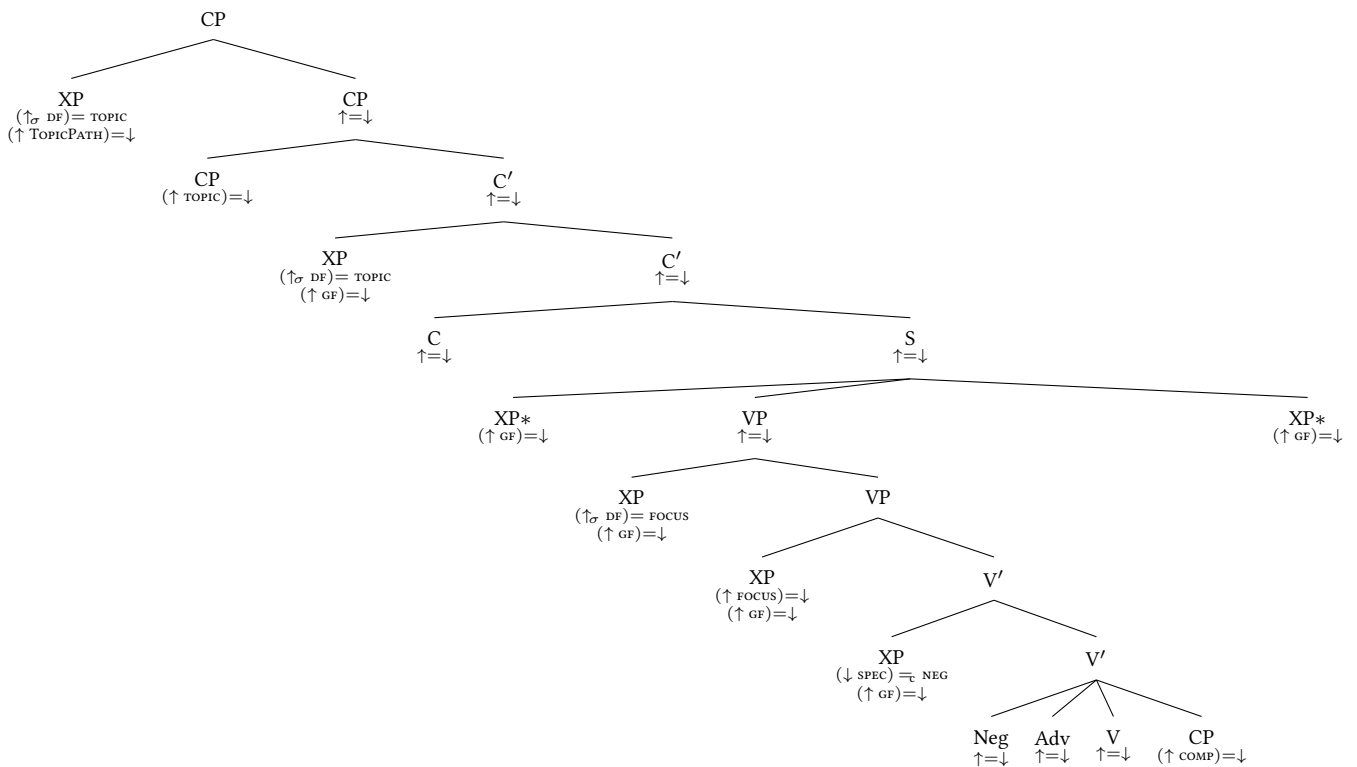 CP
XP CP
(↑σ DF)= TOPIC ↑=↓
(↑ TOPICPATH)=↓
CP C′
(↑ TOPIC)=↓ ↑=↓
XP C′
(↑σ DF)= TOPIC ↑=↓
(↑ GF)=↓
C S
↑=↓ ↑=↓
XP∗ VP XP∗
(↑ GF)=↓ ↑=↓ (↑ GF)=↓
XP VP
(↑σ DF)= FOCUS
(↑ GF)=↓
XP V′
(↑ FOCUS)=↓
(↑ GF)=↓
XP V′
(↓ SPEC) =c NEG
(↑ GF)=↓
Neg Adv V CP
↑=↓ ↑=↓ ↑=↓ (↑ COMP)=↓